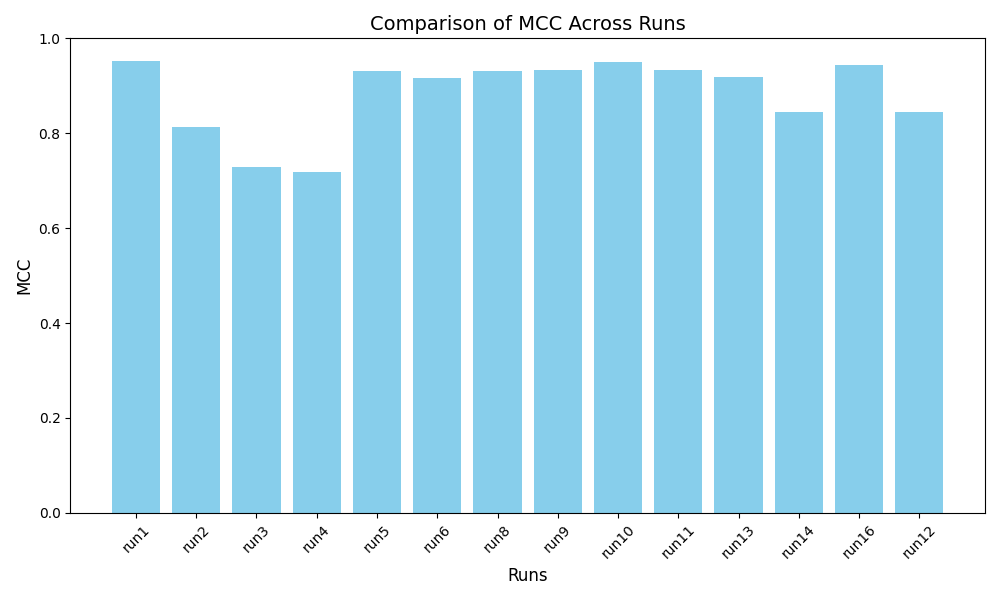 Comparison of MCC Across Runs
1.0
0.8
0.6
0.4
0.2
0.0
MCC
run1 run2 run3 run4 run5 run6 run8 run9 run10 run11 run13 run14 run16 run12
Runs